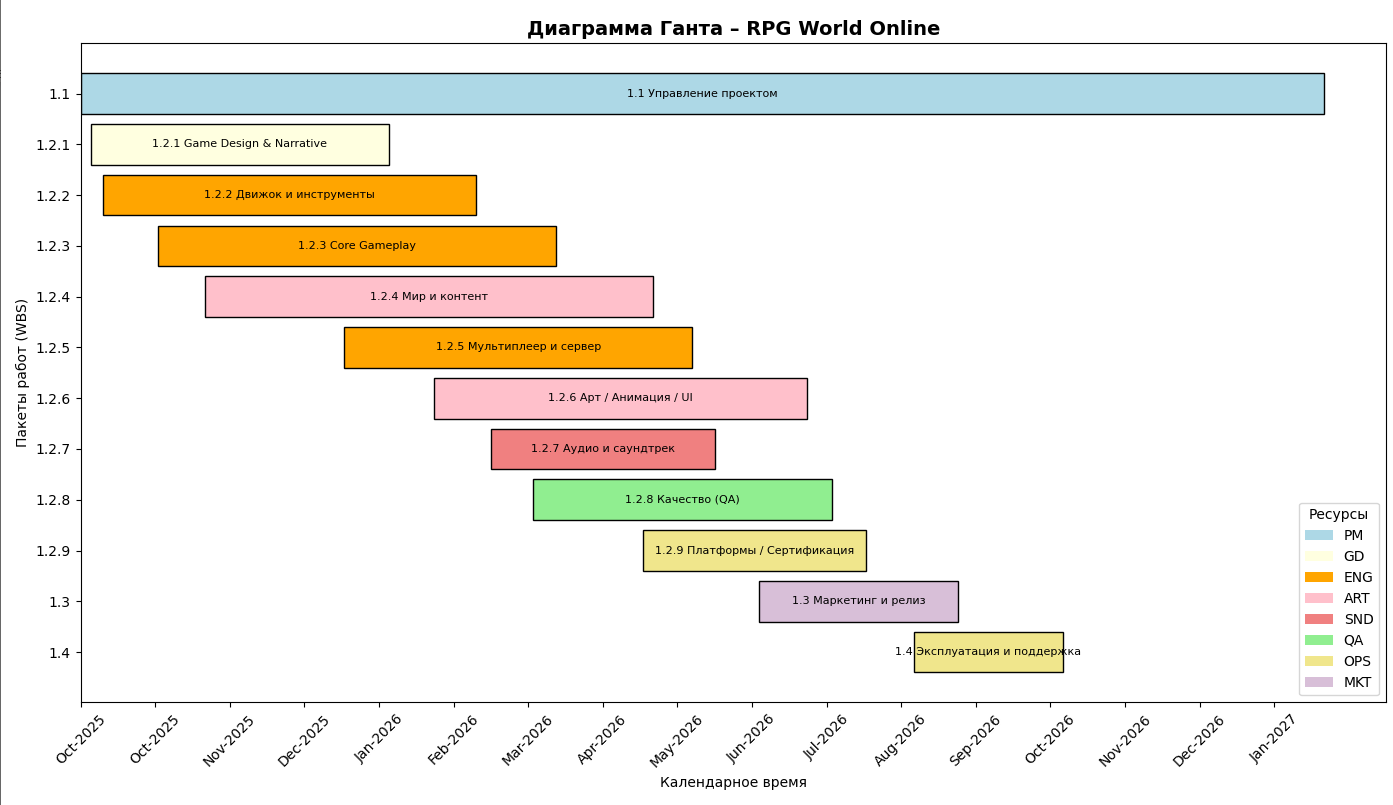 Диаграмма Ганта – RPG World Online
Пакеты работ (WBS)
1.1
1.1 Управление проектом
1.2.1
1.2.1 Game Design & Narrative
1.2.2
1.2.2 Движок и инструменты
1.2.3
1.2.3 Core Gameplay
1.2.4
1.2.4 Мир и контент
1.2.5
1.2.5 Мультиплеер и сервер
1.2.6
1.2.6 Арт / Анимация / UI
1.2.7
1.2.7 Аудио и саундтрек
1.2.8
1.2.8 Качество (QA)
1.2.9
1.2.9 Платформы / Сертификация
1.3
1.3 Маркетинг и релиз
1.4
1.4 Эксплуатация и поддержка
Ресурсы
PM
GD
ENG
ART
SND
QA
OPS
MKT
Oct-2025
Oct-2025
Nov-2025
Dec-2025
Jan-2026
Feb-2026
Mar-2026
Apr-2026
May-2026
Jun-2026
Jul-2026
Aug-2026
Sep-2026
Oct-2026
Nov-2026
Dec-2026
Jan-2027
Календарное время